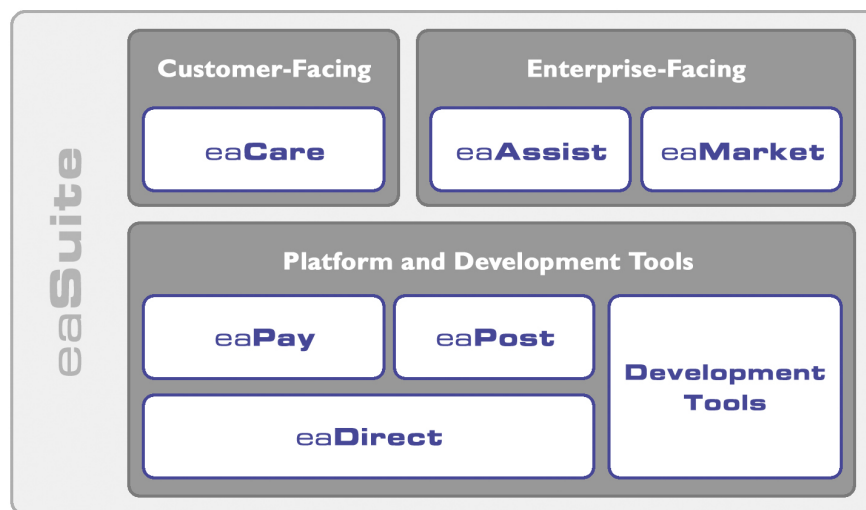 eaSuite
Customer-Facing
eaCare
Enterprise-Facing
eaAssist
eaMarket
Platform and Development Tools
eaPay
eaPost
eaDirect
Development
Tools